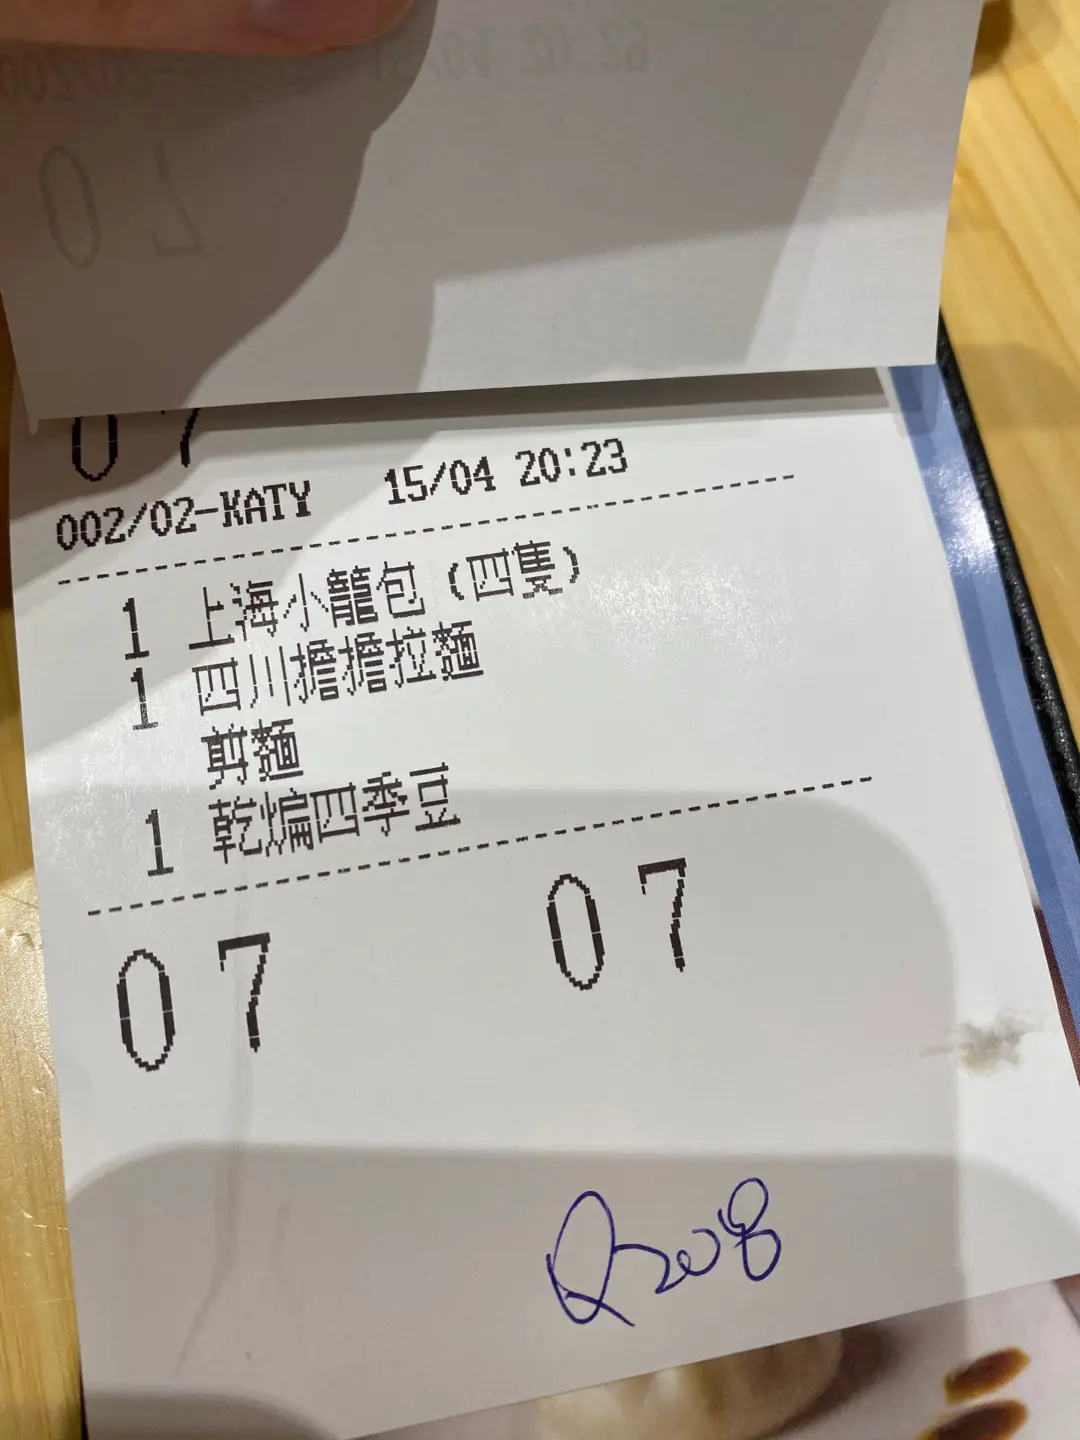 07
002/02-KATY 15/04 20:23
1 上海小籠包 (四隻)
1 四川擔擔拉麵
剪麵
1 乾煸四季豆
07 07